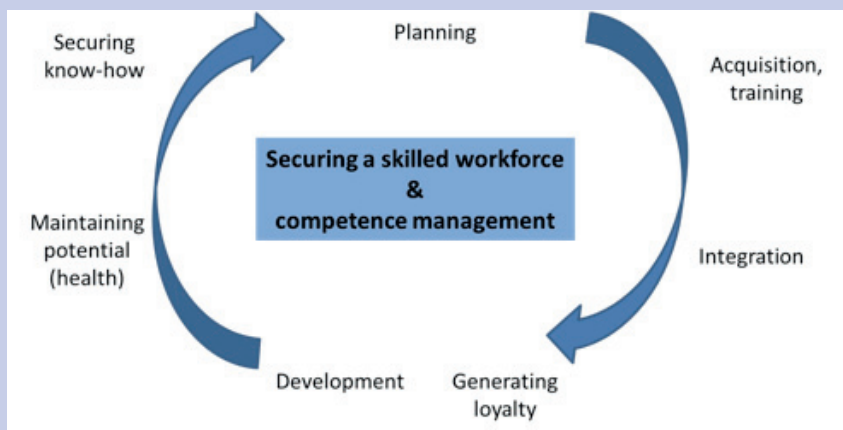 Planning
Acquisition,
training
Integration
Generating
loyalty
Development
Maintaining
potential
(health)
Securing
know-how
Securing a skilled workforce
&
competence management